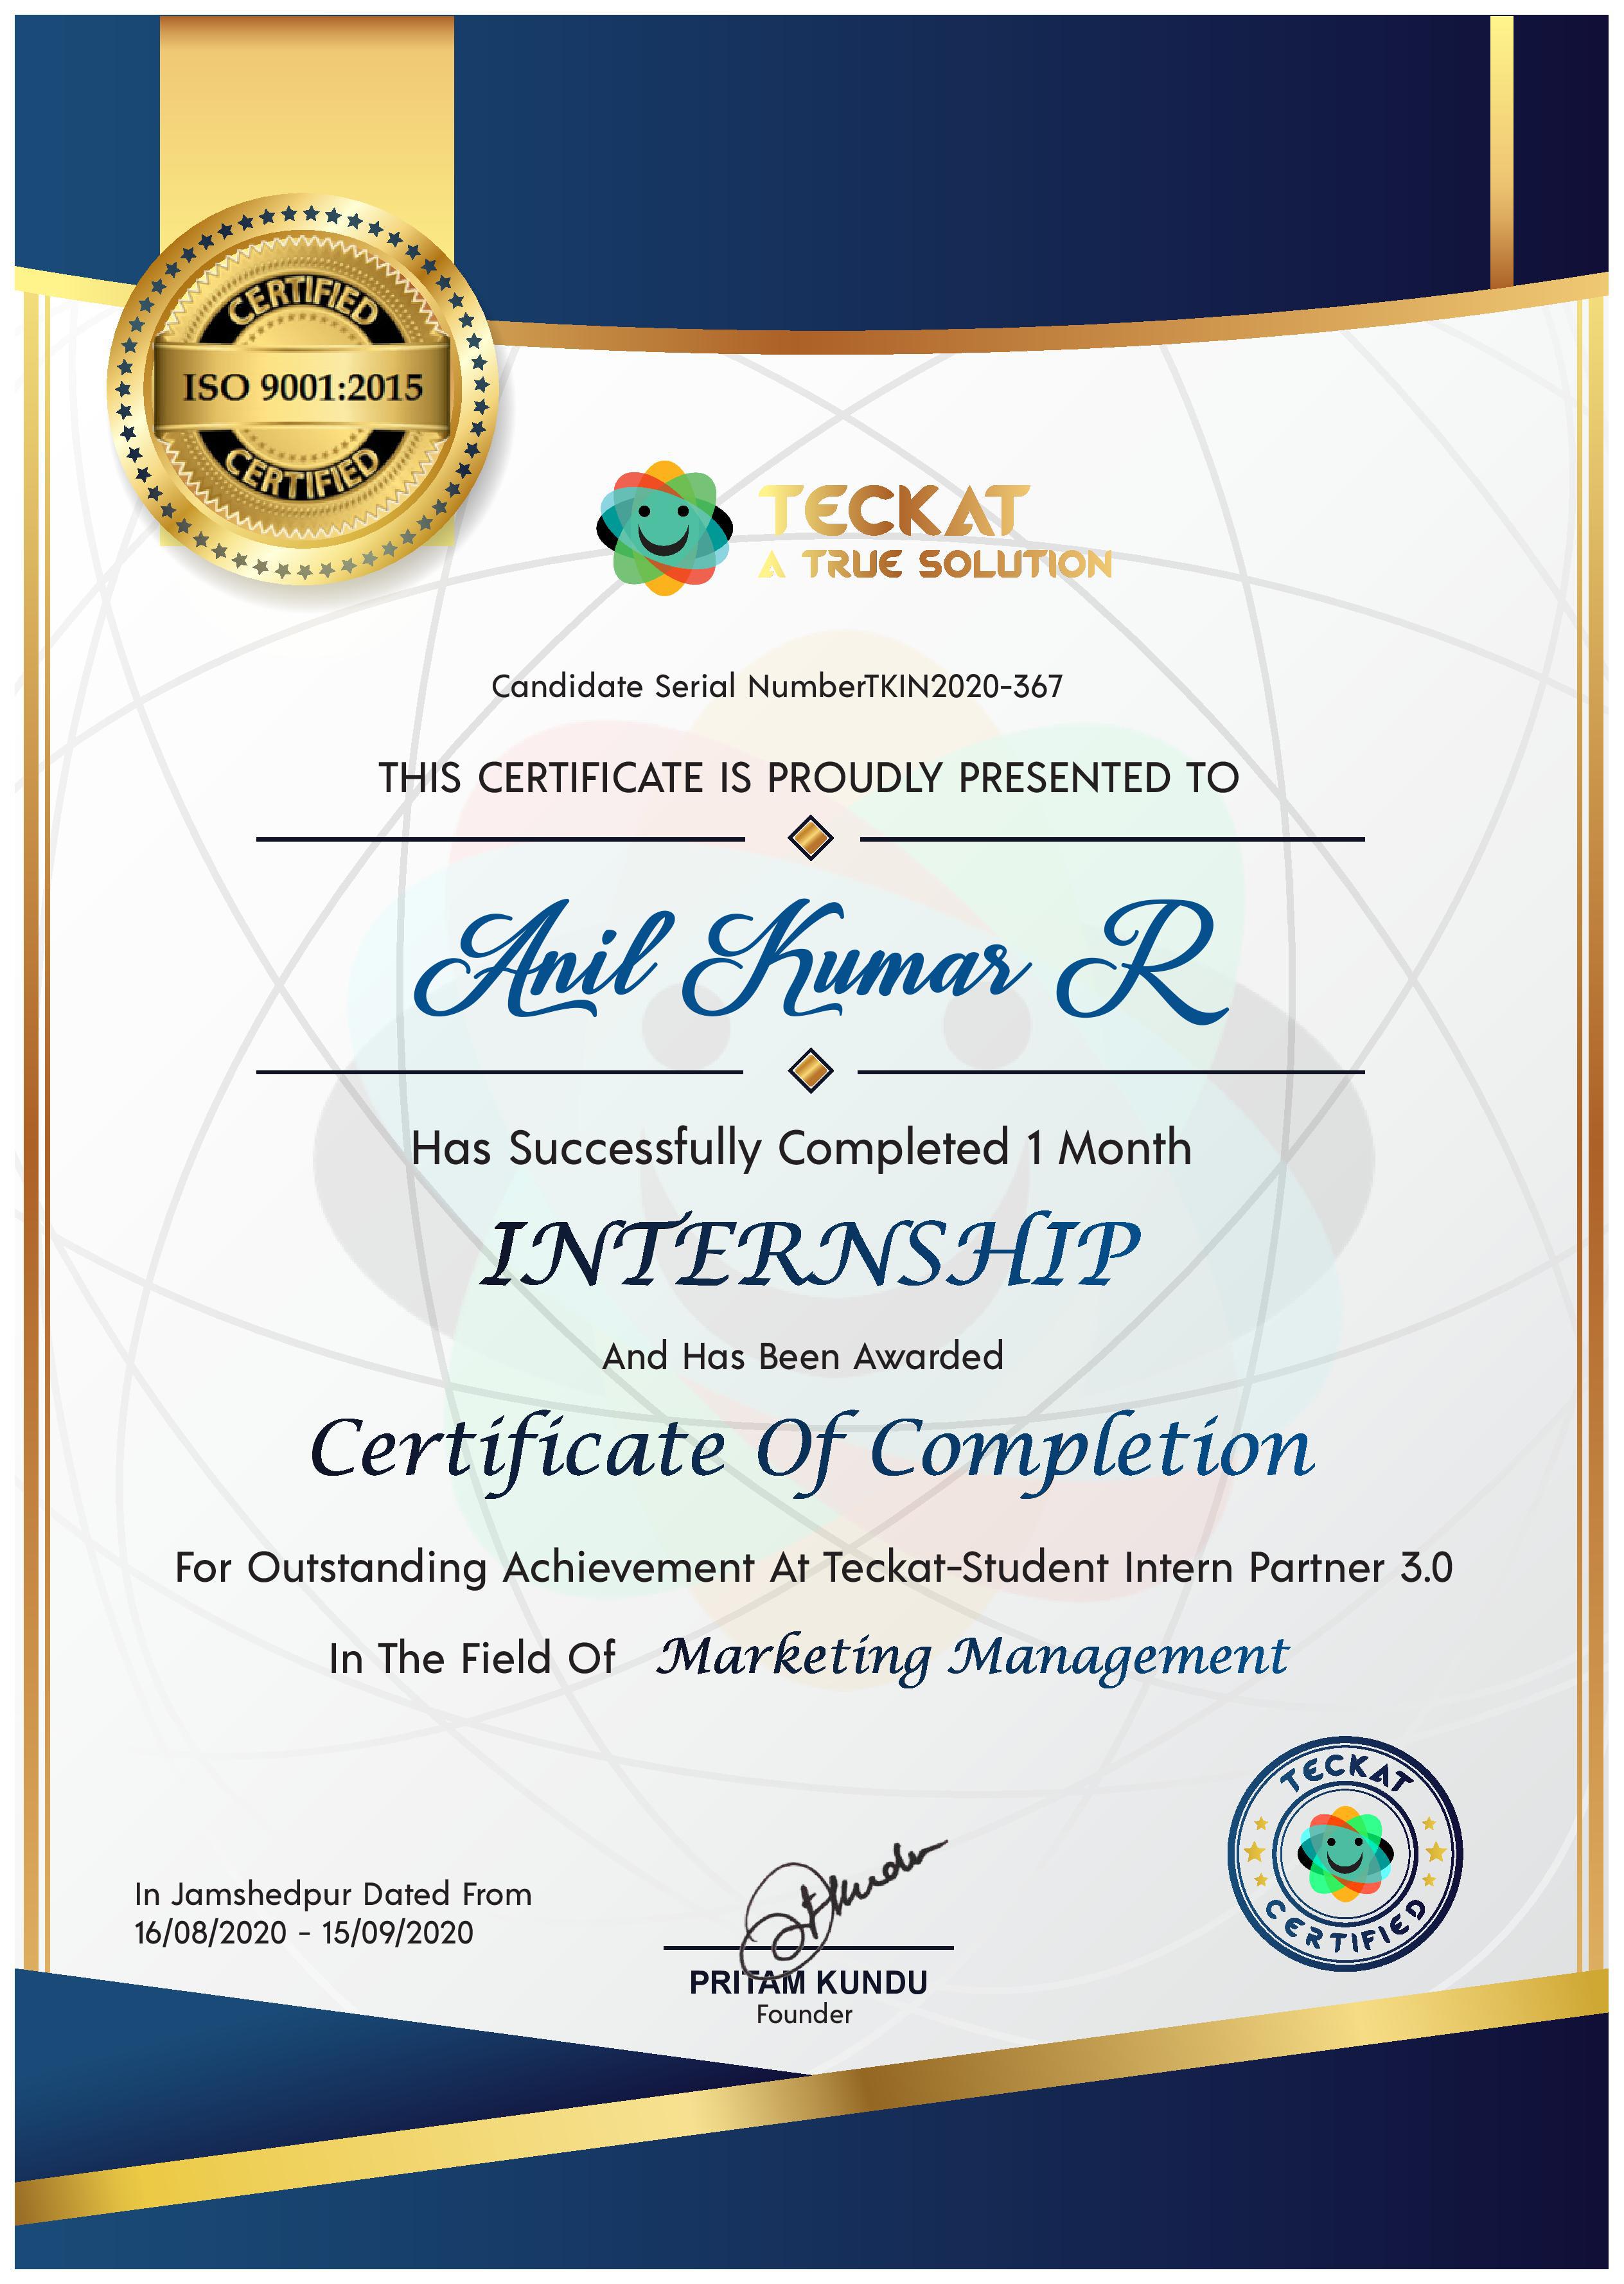 CERTIFIED
ISO 9001:2015
CERTIFIED
TECKAT
A TRUE SOLUTION
Candidate Serial NumberTKIN2020-367
THIS CERTIFICATE IS PROUDLY PRESENTED TO
Anil Kumar R
Has Successfully Completed 1 Month
INTERNSHIP
And Has Been Awarded
Certificate Of Completion
For Outstanding Achievement At Teckat-Student Intern Partner 3.0
In The Field Of Marketing Management
TECKAT
CERTIFIED
In Jamshedpur Dated From
16/08/2020 - 15/09/2020
PRITAM KUNDU
Founder